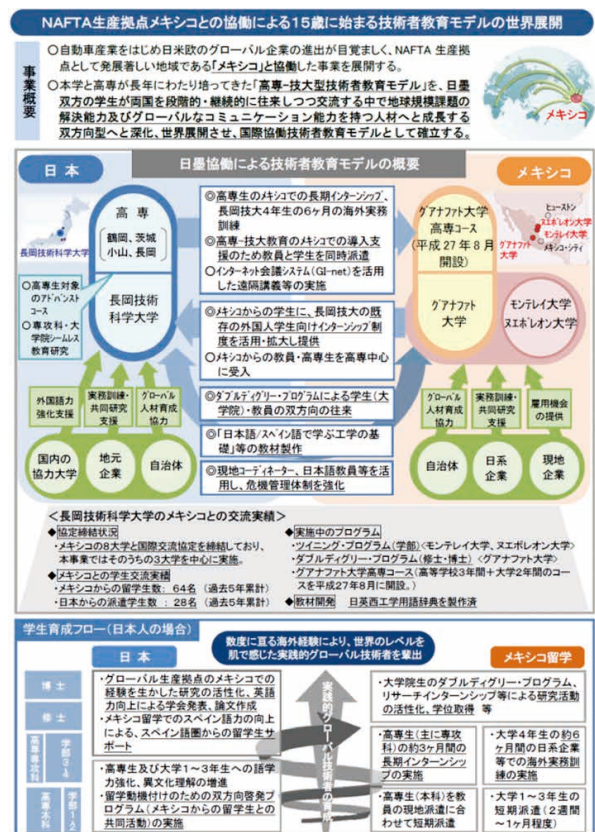 NAFTA生産拠点メキシコとの協働による15歳に始まる技術者教育モデルの世界展開
事業概要
○自動車産業をはじめ日米欧のグローバル企業の進出が目覚ましく、NAFTA 生産拠
点として発展著しい地域である「メキシコ」と協働した事業を展開する。
○本学と高専が長年にわたり培ってきた「高専-技大型技術者教育モデル」を、日墨
双方の学生が両国を段階的・継続的に往来しつつ交流する中で地球規模課題の
解決能力及びグローバルなコミュニケーション能力を持つ人材へと成長する
双方向型へと深化、世界展開させ、国際協働技術者教育モデルとして確立する。
メキシコ
日墨協働による技術者教育モデルの概要
日本
メキシコ
高専
鶴岡、茨城
小山、長岡
長岡技術科学大学
長岡技術
科学大学
○高専生対象
のアドバンスト
コース
○専攻科・大
学院シームレス
教育研究
◎高専生のメキシコでの長期インターンシップ、
長岡技大4年生の6ヶ月の海外実務
訓練
◎高専-技大教育のメキシコでの導入支
援のため教員と学生を同時派遣
○インターネット会議システム(GI-net)を活用
した遠隔講義等の実施
◎メキシコからの学生に、長岡技大の既
存の外国人学生向けインターンシップ制
度を活用・拡大し提供
○メキシコからの教員・高専生を高専中心
に受入
◎ダブルディグリー・プログラムによる学生(大
学院)・教員の双方向の往来
◎「日本語/スペイン語で学ぶ工学の基
礎」等の教材製作
◎現地コーディネーター、日本語教員等を活
用し、危機管理体制を強化
グアナファト大学
高専コース
(平成27年8月
開設)
グアナファト
大学
ヒューストン
ヌエボレオン大学
モンテレイ大学
メキシコ・シティ
グアナファト
大学
モンテレイ大学
ヌエボレオン大学
外国語力
強化支援
実務訓練・
共同研究
支援
グローバル
人材育成
協力
国内の
協力大学
地元
企業
自治体
グローバル
人材育成
協力
実務訓練・
共同研究
支援
雇用機会
の提供
自治体
日系
企業
現地
企業
<長岡技術科学大学のメキシコとの交流実績>
◆協定締結状況
・メキシコの8大学と国際交流協定を締結しており、
本事業ではそのうちの3大学を中心に実施。
◆メキシコとの学生交流実績
・メキシコからの留学生数: 64名 (過去5年累計)
・日本からの派遣学生数 : 28名 (過去5年累計)
◆実施中のプログラム
・ツイニング・プログラム(学部)<モンテレイ大学、ヌエボレオン大学>
・ダブルディグリー・プログラム(修士・博士) <グアナファト大学>
・グアナファト大学高専コース(高等学校3年間+大学2年間のコー
スを平成27年8月に開設。)
◆教材開発 日英西工学用語辞典を製作済
学生育成フロー(日本人の場合)
数度に亘る海外経験により、世界のレベルを
肌で感じた実践的グローバル技術者を輩出
日本
メキシコ留学
博士
修士
高専専攻科
学部3・4
高専本科
学部1・2
・グローバル生産拠点のメキシコでの
経験を生かした研究の活性化、英語
力向上による学会発表、論文作成
・メキシコ留学でのスペイン語力の向上
による、スペイン語圏からの留学生サ
ポート
・高専生及び大学1~3年生への語学
力強化、異文化理解の増進
・留学動機付けのための双方向啓発プ
ログラム(メキシコからの留学生との
共同活動)の実施
実践的グローバル技術者の育成
・大学院生のダブルディグリー・プログラム、
リサーチインターンシップ等による研究活動
の活性化、学位取得 等
・高専生(主に専攻
科)の約3ヶ月間の
長期インターンシッ
プの実施
・大学4年生の約6
ヶ月間の日系企業
等での海外実務訓
練の実施
・高専生(本科)を教
員の現地派遣に合
わせて短期派遣
・大学1~3年生の
短期派遣(2週間
~1ヶ月程度)